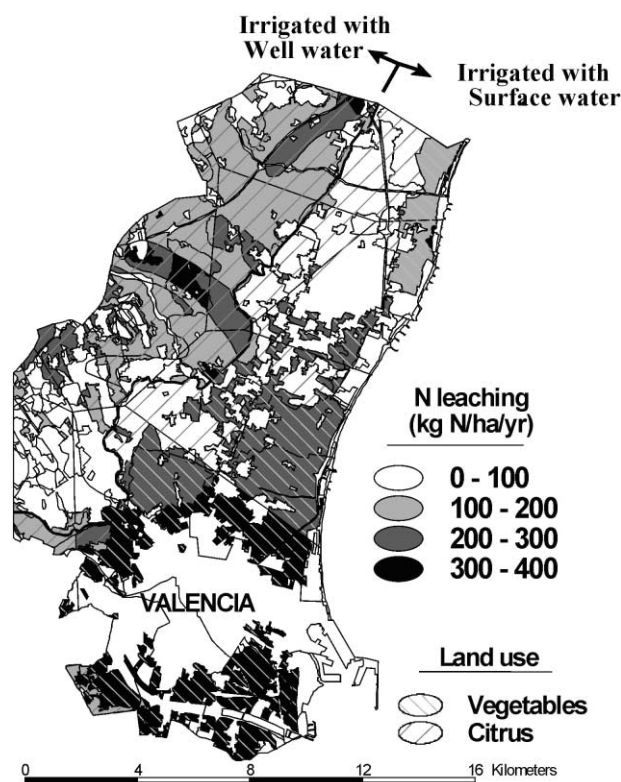 Irrigated with
Well water
Irrigated with
Surface water
N leaching
(kg N/ha/yr)
0 - 100
100 - 200
200 - 300
300 - 400
VALENCIA
Land use
Vegetables
Citrus
0 4 8 12 16 Kilometers